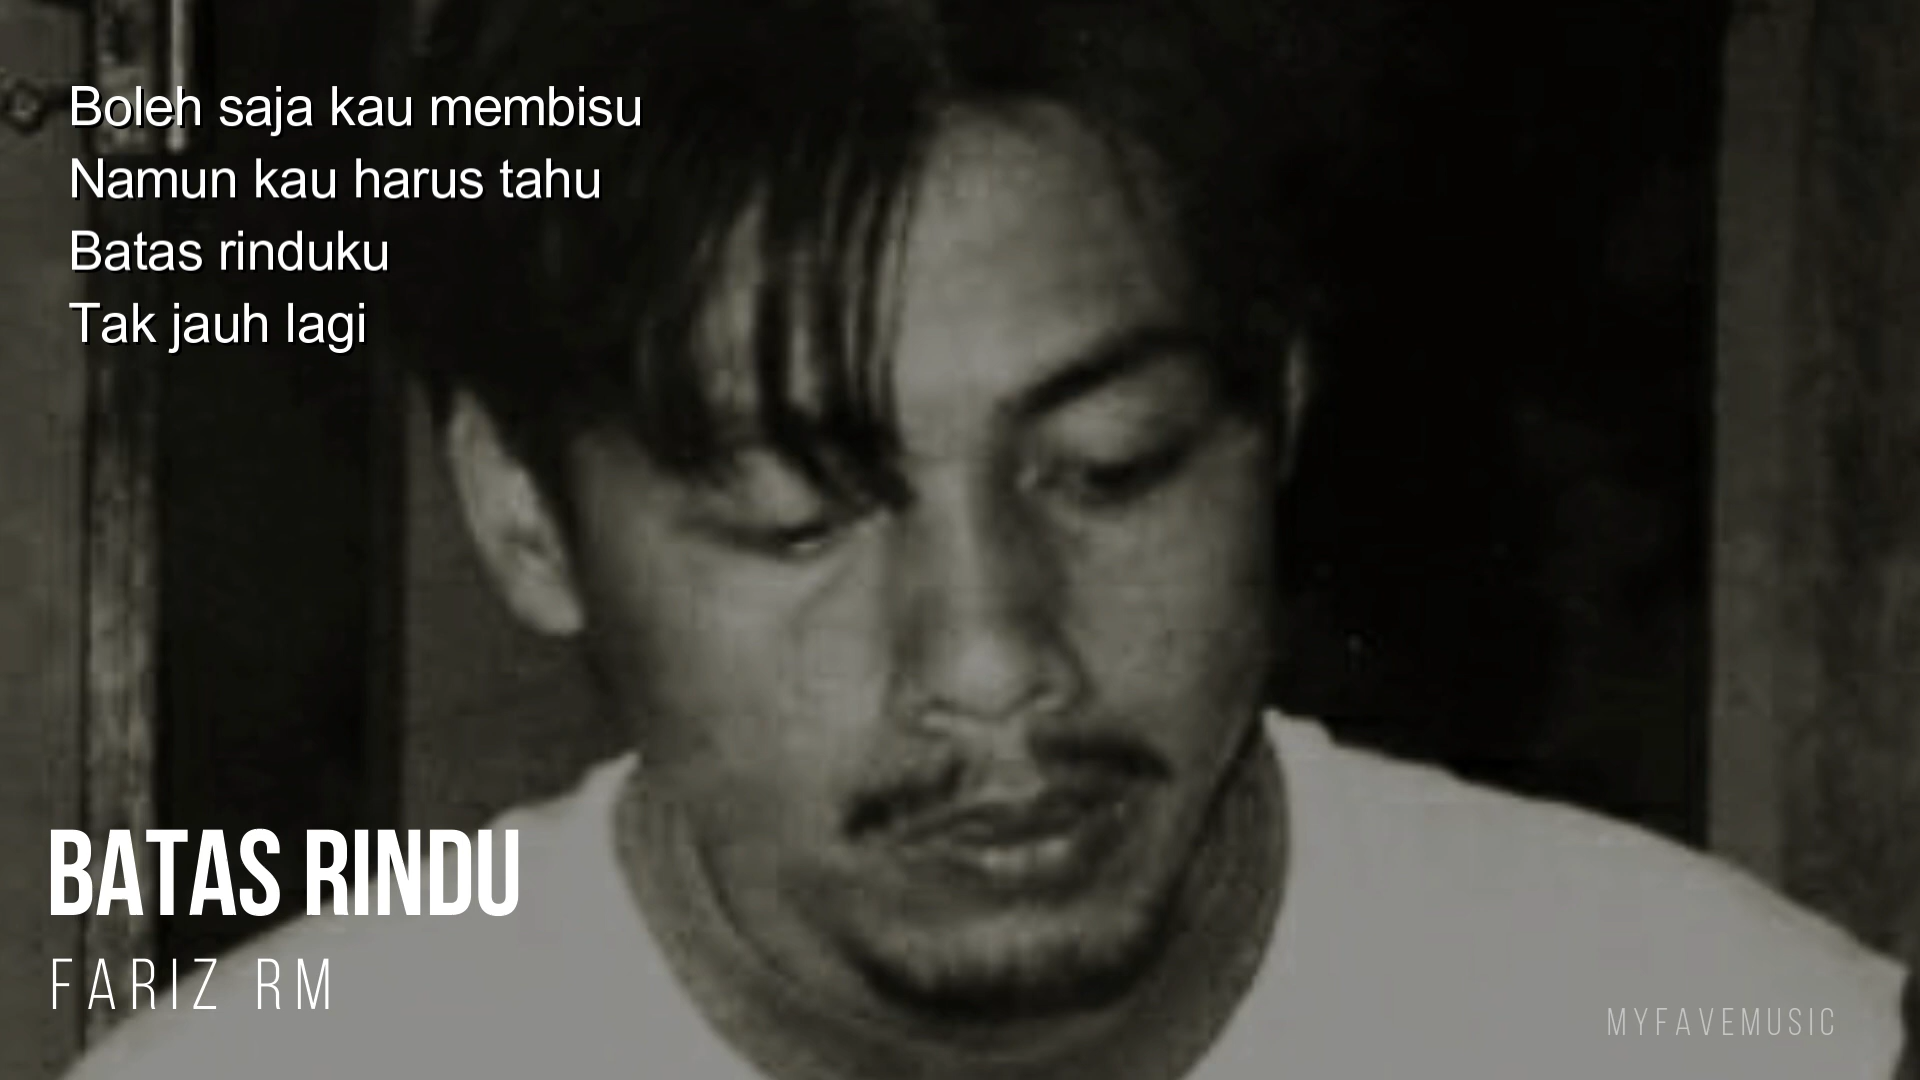 Boleh saja kau membisu
Namun kau harus tahu
Batas rinduku
Tak jauh lagi
BATAS RINDU
FARIZ RM
MYFAVEMUSIC